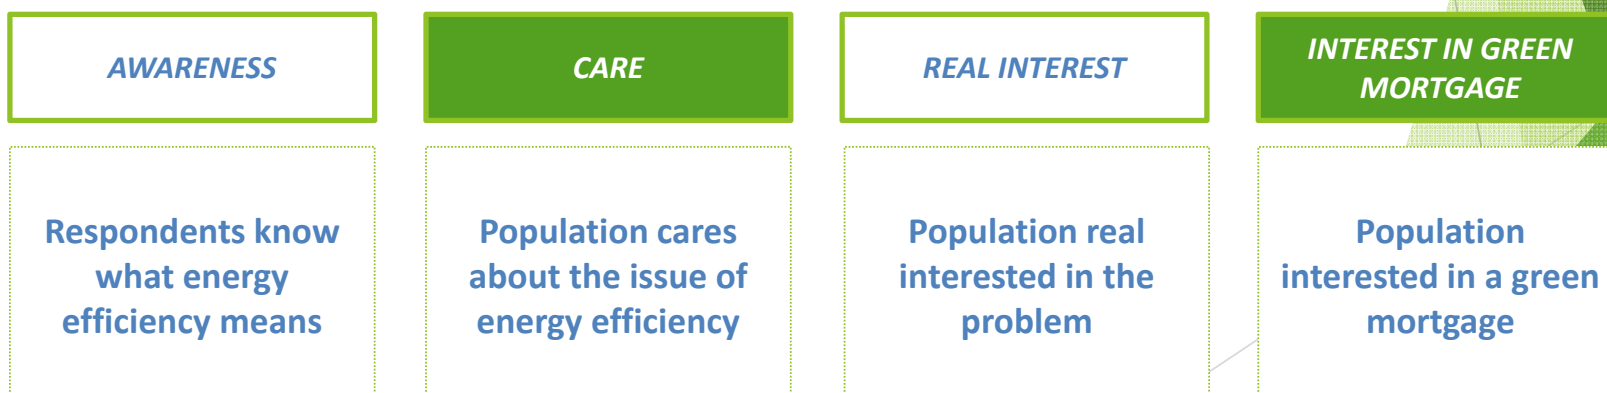 AWARENESS
CARE
REAL INTEREST
INTEREST IN GREEN
MORTGAGE
Respondents know
what energy
efficiency means
Population cares
about the issue of
energy efficiency
Population real
interested in the
problem
Population
interested in a green
mortgage